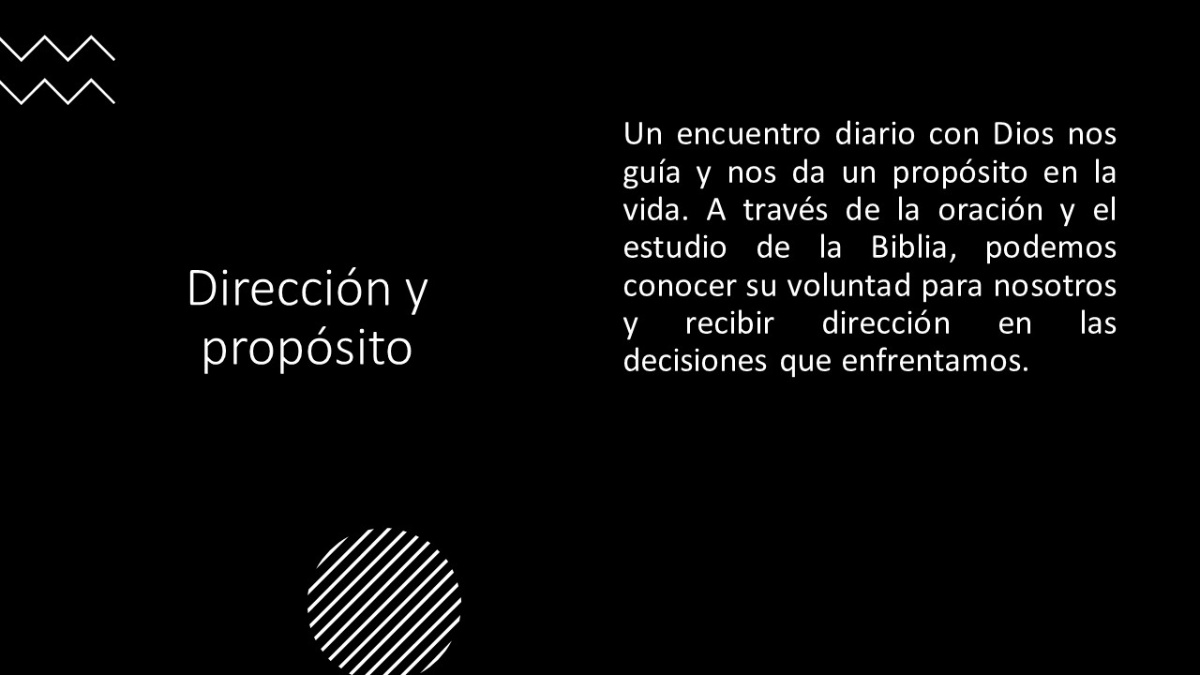 Dirección y
propósito
Un encuentro diario con Dios nos
guía y nos da un propósito en la
vida. A través de la oración y el
estudio de la Biblia, podemos
conocer su voluntad para nosotros
y recibir dirección en las
decisiones que enfrentamos.